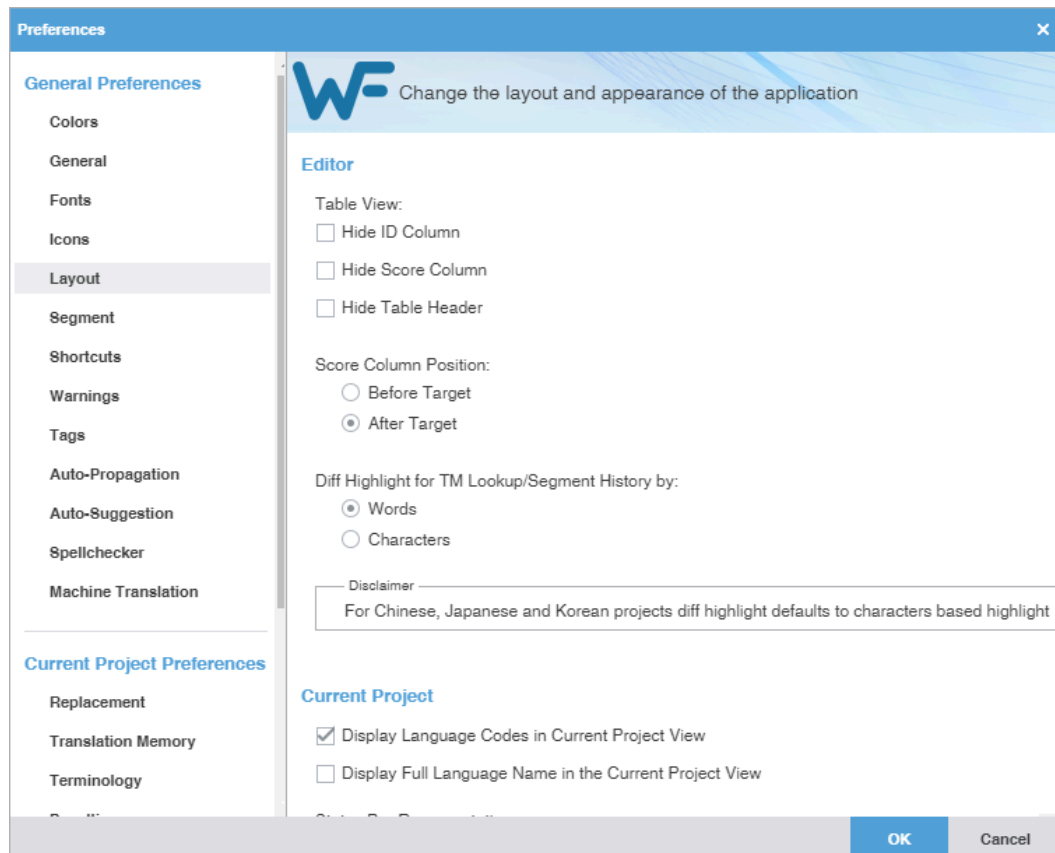 Preferences
General Preferences
Colors
General
Fonts
Icons
Layout
Segment
Shortcuts
Warnings
Tags
Auto-Propagation
Auto-Suggestion
Spellchecker
Machine Translation
Current Project Preferences
Replacement
Translation Memory
Terminology
WF Change the layout and appearance of the application
Editor
Table View:
Hide ID Column
Hide Score Column
Hide Table Header
Score Column Position:
Before Target
After Target
Diff Highlight for TM Lookup/Segment History by:
Words
Characters
Disclaimer
For Chinese, Japanese and Korean projects diff highlight defaults to characters based highlight
Current Project
Display Language Codes in Current Project View
Display Full Language Name in the Current Project View
OK Cancel